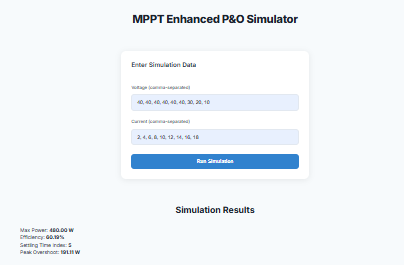 MPPT Enhanced P&O Simulator
Enter Simulation Data
Voltage (comma-separated)
40, 40, 40, 40, 40, 40, 30, 20, 10
Current (comma-separated)
2, 4, 6, 8, 10, 12, 14, 16, 18
Run Simulation
Simulation Results
Max Power: 480.00 W
Efficiency: 60.19%
Settling Time Index: 5
Peak Overshoot: 191.11 W